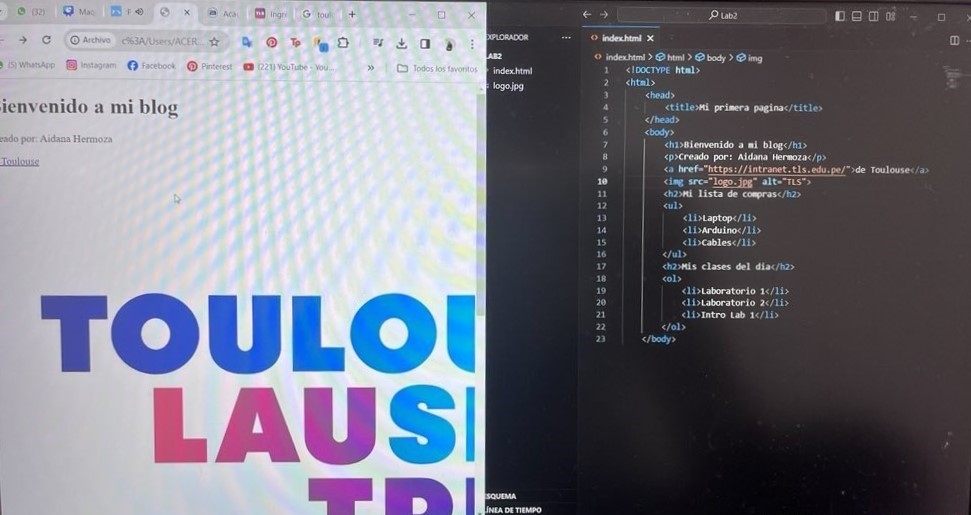 (32)
Mac
F
Aca
Ingr
toul
Archivo
c%3A/Users/ACER...
(5) WhatsApp
Instagram
Facebook
Pinterest
(221) YouTube - You...
»
Todos los favoritos
ienvenido a mi blog
eado por: Aidana Hermoza
Toulouse
TOULOU
LAUS
TR
Lab2
XPLORADOR
...
LAB2
index.html
logo.jpg
ESQUEMA
LÍNEA DE TIEMPO
index.html
index.html > html > body > img
1 <!DOCTYPE html>
2 <html>
3 <head>
4 <title>Mi primera pagina</title>
5 </head>
6 <body>
7 <h1>Bienvenido a mi blog</h1>
8 <p>Creado por: Aidana Hermoza</p>
9 <a href="https://intranet.tls.edu.pe/">de Toulouse</a>
10 <img src="logo.jpg" alt="TLS">
11 <h2>Mi lista de compras</h2>
12 <ul>
13 <li>Laptop</li>
14 <li>Arduino</li>
15 <li>Cables</li>
16 </ul>
17 <h2>Mis clases del dia</h2>
18 <ol>
19 <li>Laboratorio 1</li>
20 <li>Laboratorio 2</li>
21 <li>Intro Lab 1</li>
22 </ol>
23 </body>